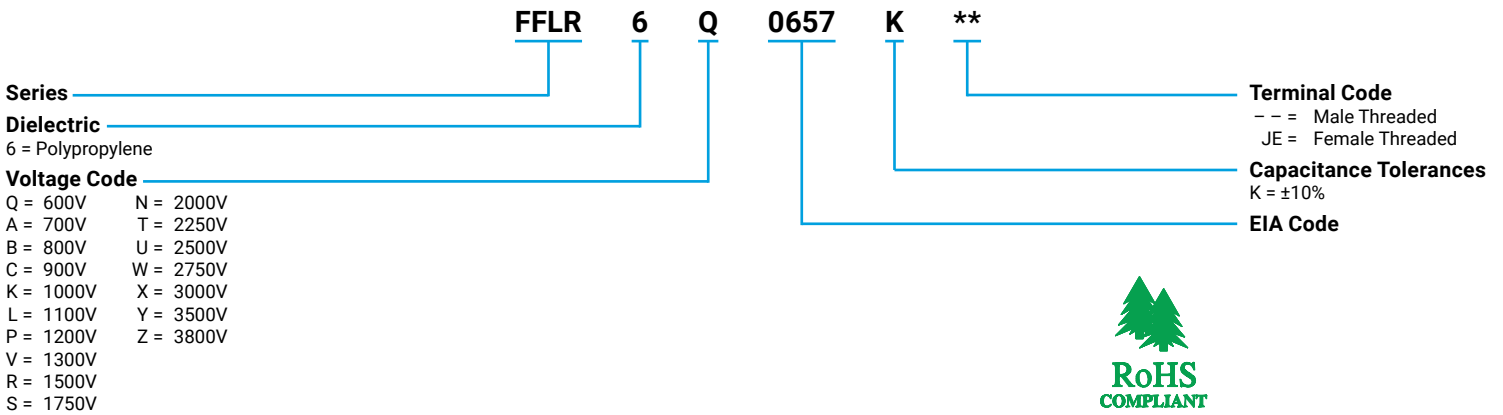 FFLR 6 Q 0657 K **
Series
Dielectric
6 = Polypropylene
Voltage Code
Q = 600V N = 2000V
A = 700V T = 2250V
B = 800V U = 2500V
C = 900V W = 2750V
K = 1000V X = 3000V
L = 1100V Y = 3500V
P = 1200V Z = 3800V
V = 1300V
R = 1500V
S = 1750V
Terminal Code
– – = Male Threaded
JE = Female Threaded
Capacitance Tolerances
K = ±10%
EIA Code
RoHS
COMPLIANT